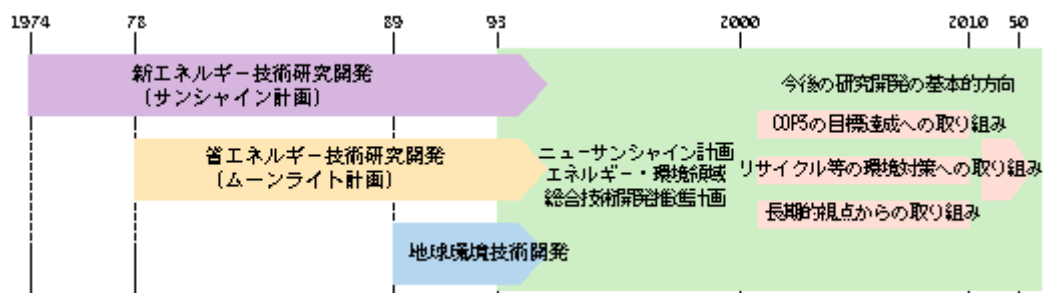 1974 78 89 93 2000 2010 50
新エネルギー技術研究開発
(サンシャイン計画)
今後の研究開発の基本的方向
COP3の目標達成への取り組み
省エネルギー技術研究開発
(ムーンライト計画)
ニューサンシャイン計画
エネルギー・環境領域
総合技術開発推進計画
リサイクル等の環境対策への取り組み
長期的視点からの取り組み
地球環境技術開発